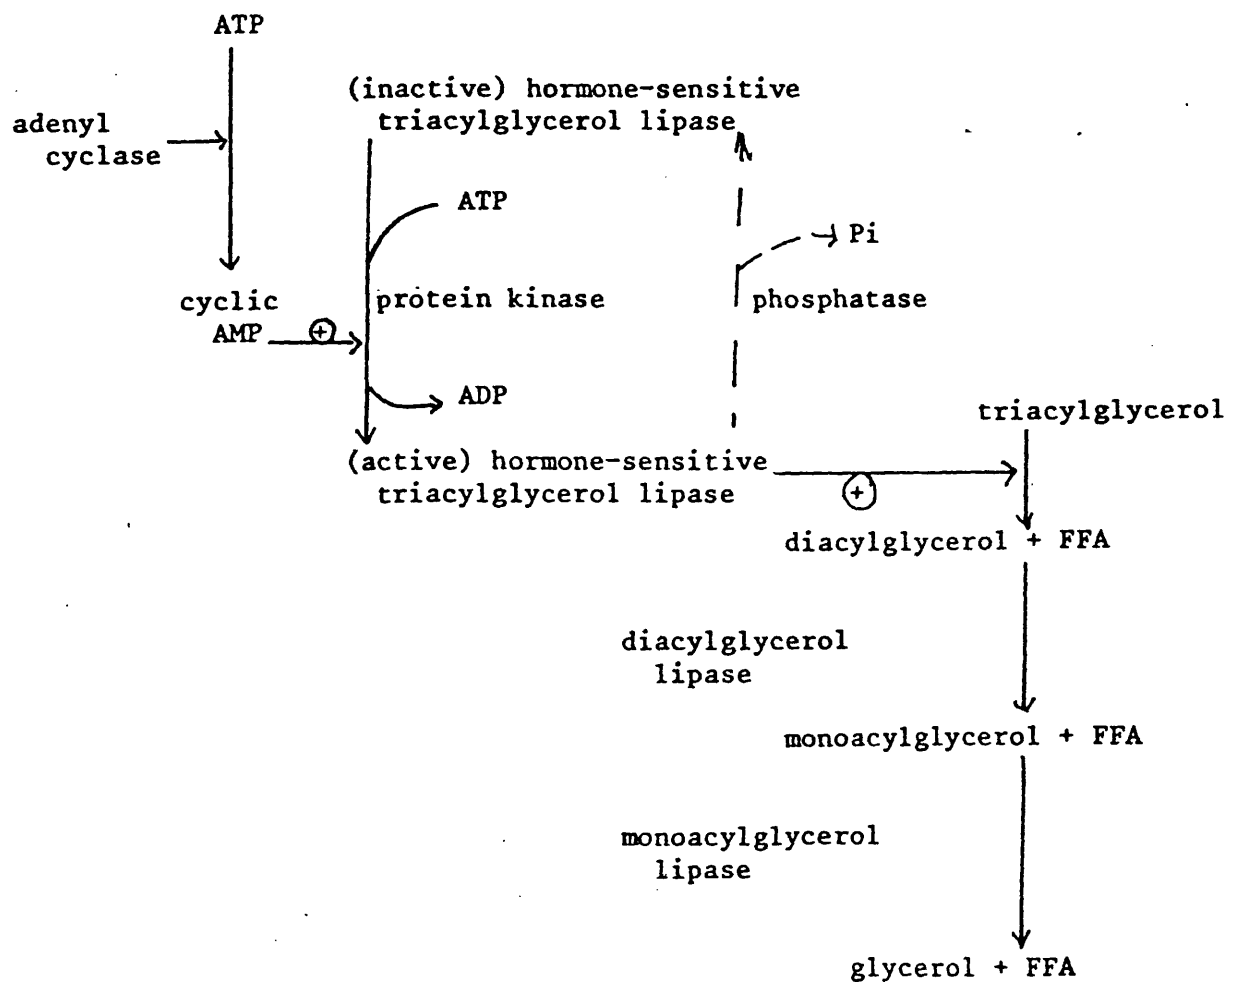 ATP
(inactive) hormone-sensitive
triacylglycerol lipase
adenyl
cyclase
ATP
Pi
cyclic
AMP
+
protein kinase
phosphatase
ADP
triacylglycerol
(active) hormone-sensitive
triacylglycerol lipase
+
diacylglycerol + FFA
diacylglycerol
lipase
monoacylglycerol + FFA
monoacylglycerol
lipase
glycerol + FFA